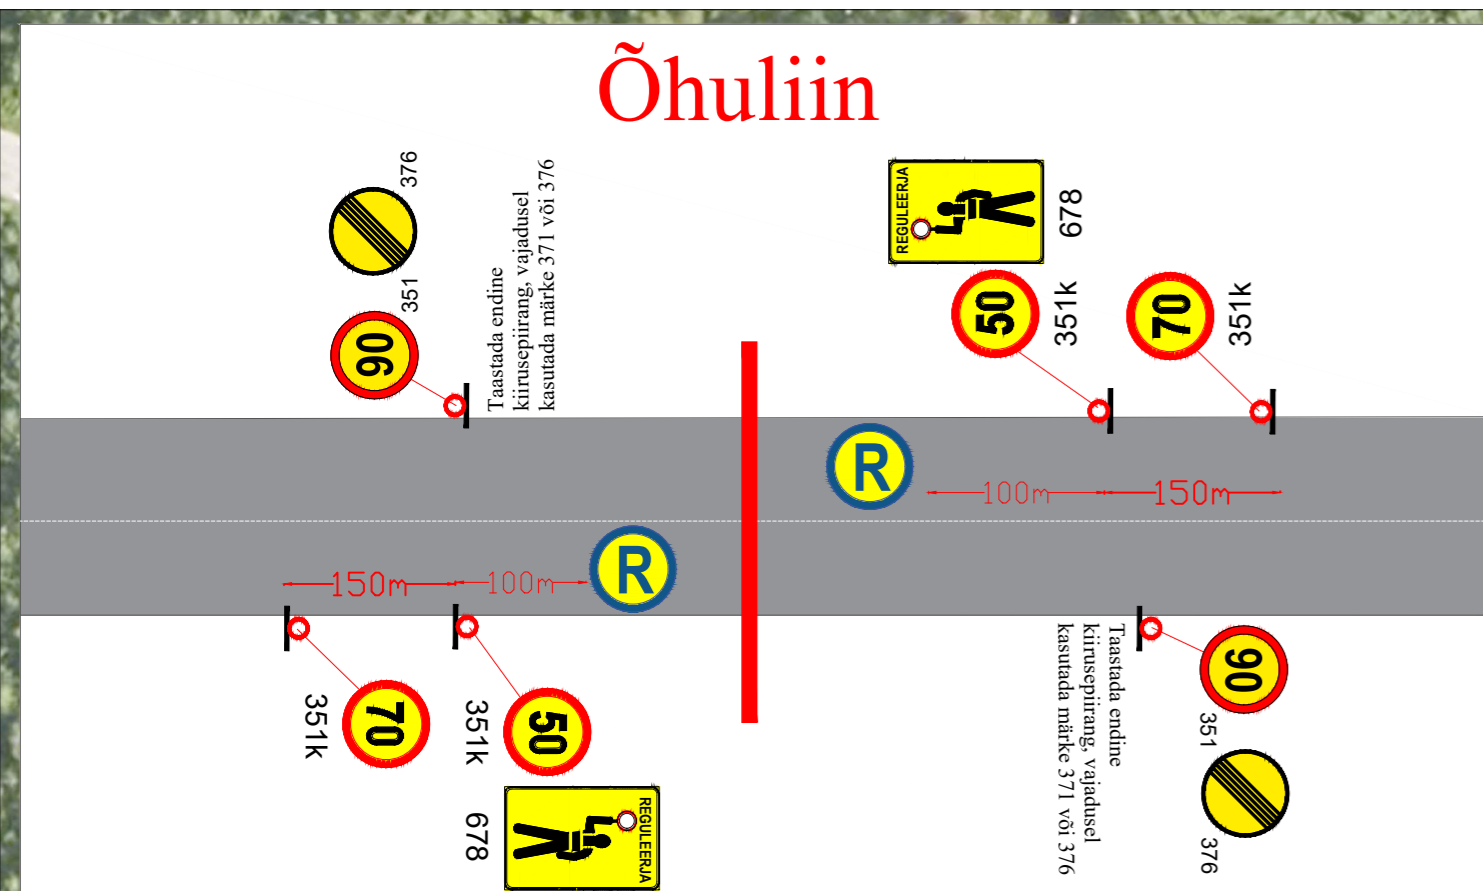 Õhuliin
376
351
90
Taastada endine
kiirusepiirang, vajadusel
kasutada märke 371 või 376
REGULEERJA
678
50
351k
70
351k
R
100m
150m
R
150m
100m
70
351k
50
351k
REGULEERJA
678
Taastada endine
kiirusepiirang, vajadusel
kasutada märke 371 või 376
90
351
376